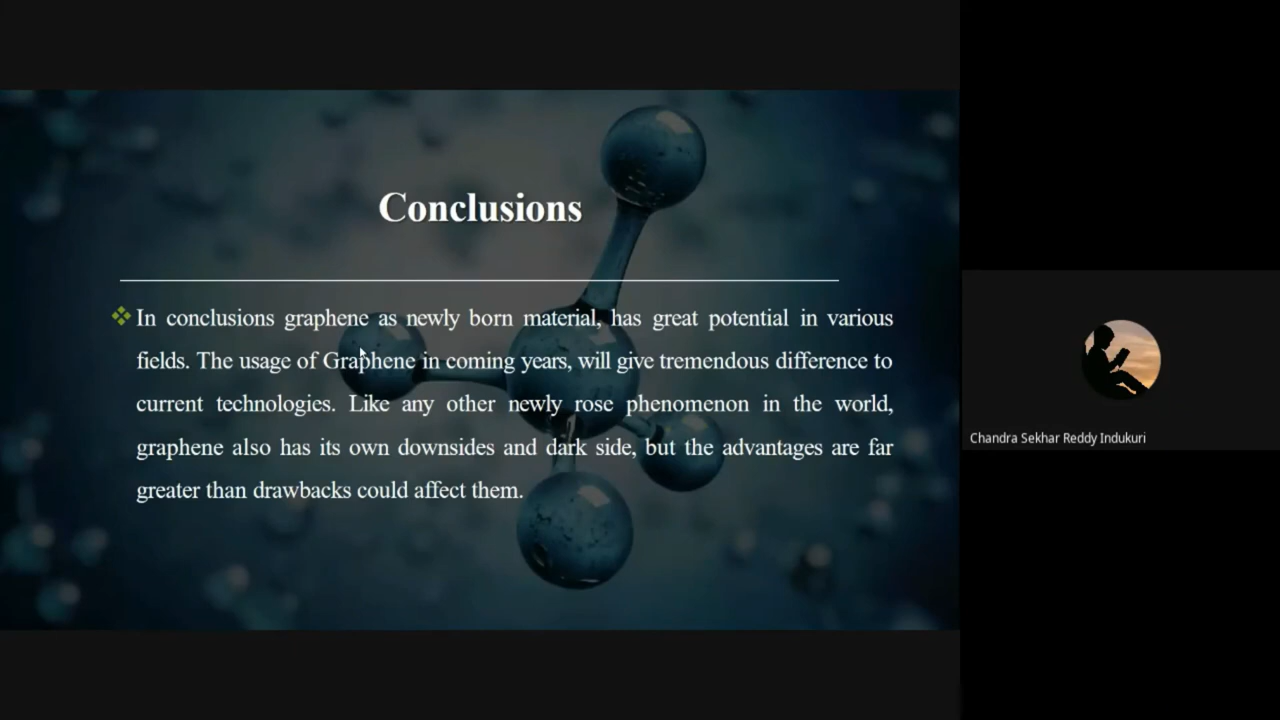 Conclusions
In conclusions graphene as newly born material, has great potential in various
fields. The usage of Graphene in coming years, will give tremendous difference to
current technologies. Like any other newly rose phenomenon in the world,
graphene also has its own downsides and dark side, but the advantages are far
greater than drawbacks could affect them.
Chandra Sekhar Reddy Indukuri